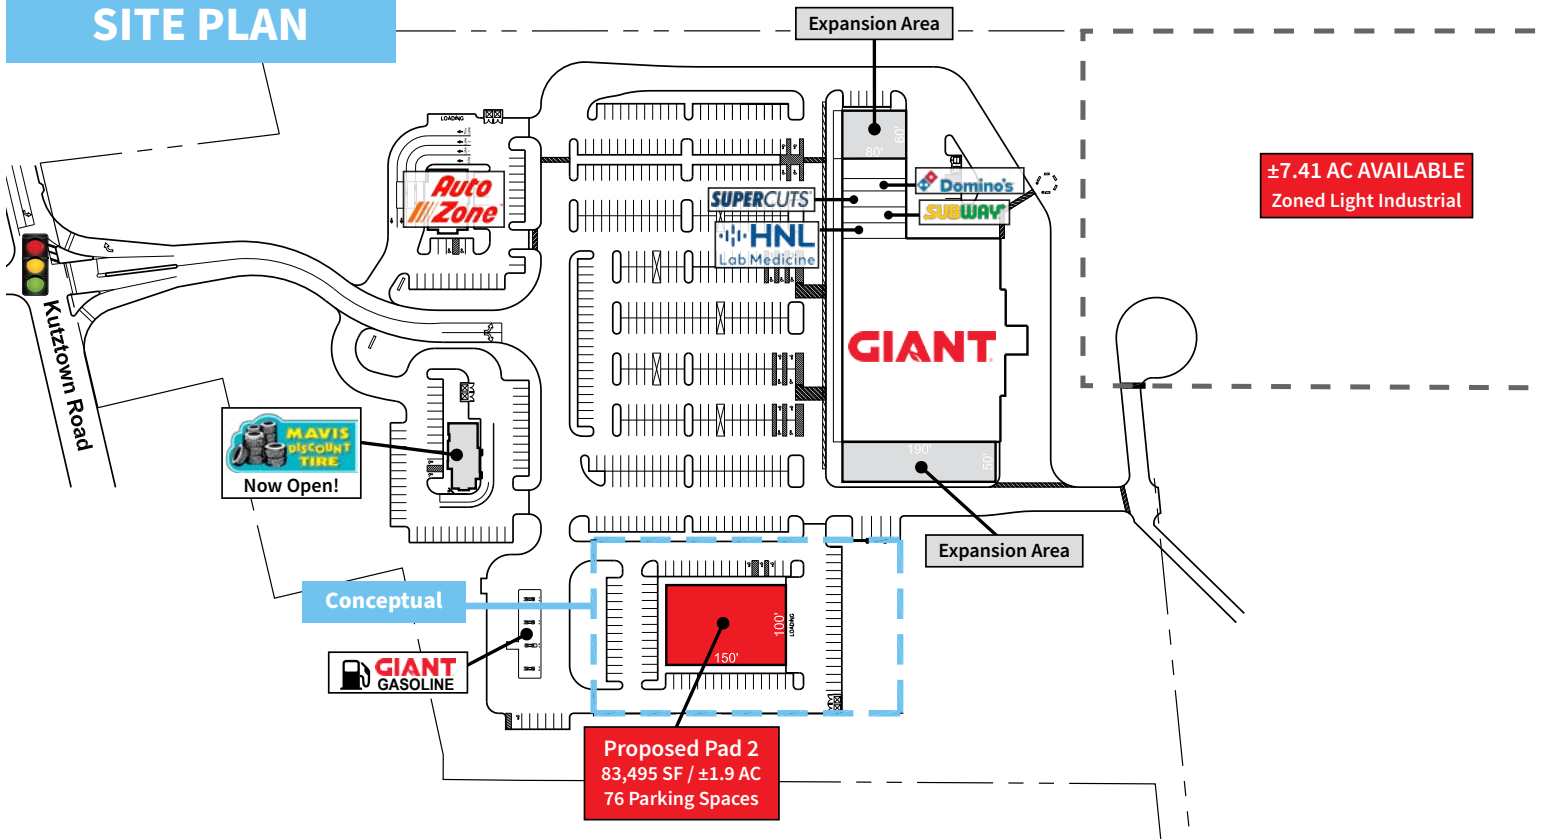 SITE PLAN
Expansion Area
LOADING
60'
80'
±7.41 AC AVAILABLE
Zoned Light Industrial
Auto
Zone
Domino's
SUPERCUTS
SUBWAY
HNL
Lab Medicine
Kutztown Road
GIANT
MAVIS
DISCOUNT
TIRE
Now Open!
190'
50'
Expansion Area
Conceptual
100'
LOADING
150'
GIANT
GASOLINE
Proposed Pad 2
83,495 SF / ±1.9 AC
76 Parking Spaces